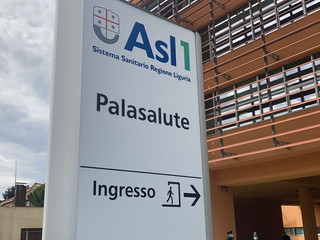 Asl1
Sistema Sanitario Regione Liguria
Palasalute
Ingresso